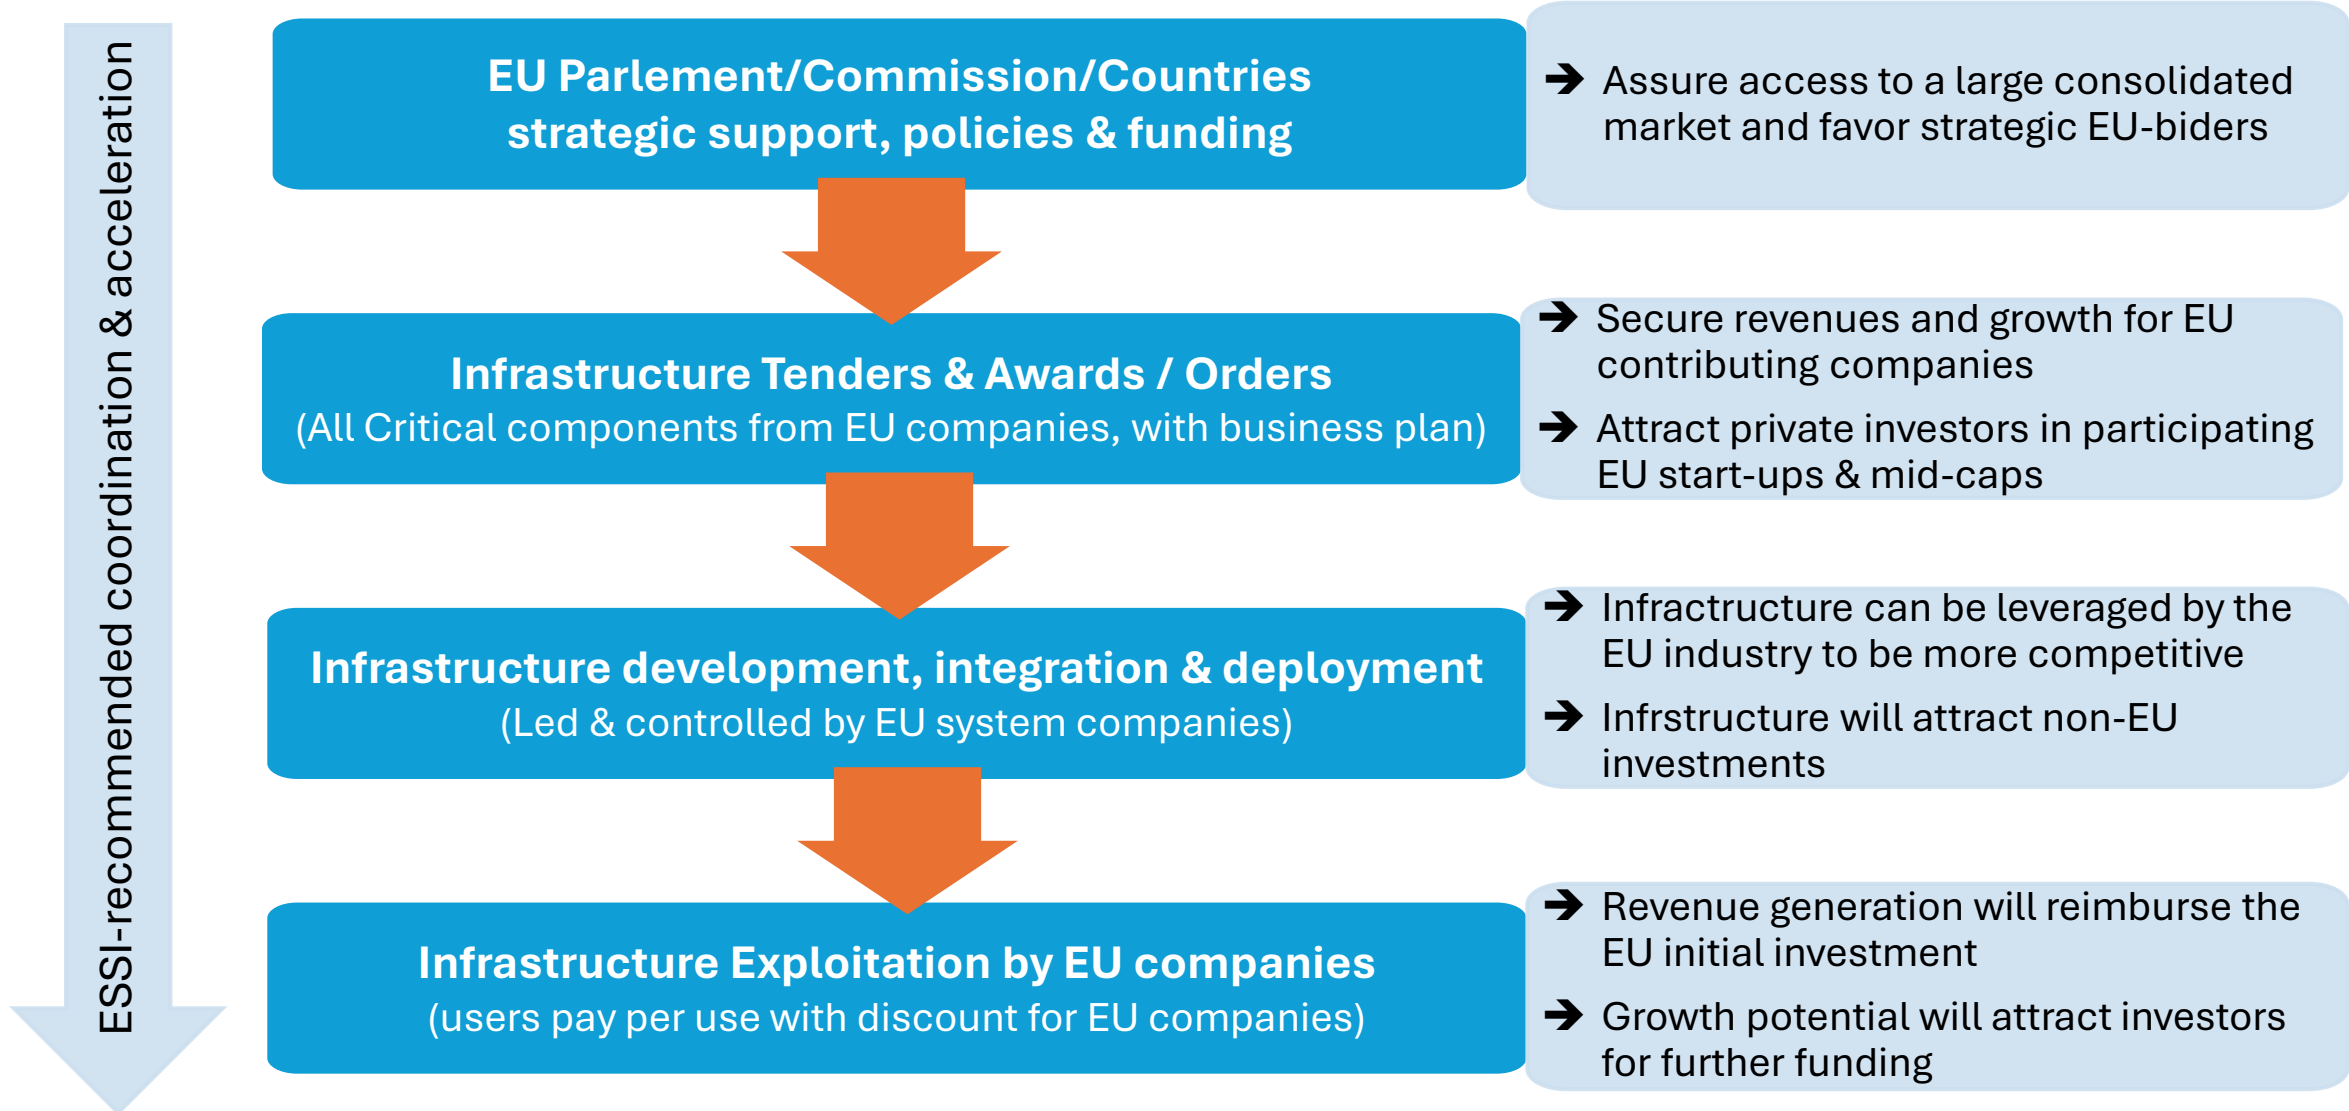 ESSI-recommended coordination & acceleration
EU Parlement/Commission/Countries
strategic support, policies & funding
➔ Assure access to a large consolidated
market and favor strategic EU-biders
Infrastructure Tenders & Awards / Orders
(All Critical components from EU companies, with business plan)
➔ Secure revenues and growth for EU
contributing companies
➔ Attract private investors in participating
EU start-ups & mid-caps
Infrastructure development, integration & deployment
(Led & controlled by EU system companies)
➔ Infractructure can be leveraged by the
EU industry to be more competitive
➔ Infrstructure will attract non-EU
investments
Infrastructure Exploitation by EU companies
(users pay per use with discount for EU companies)
➔ Revenue generation will reimburse the
EU initial investment
➔ Growth potential will attract investors
for further funding